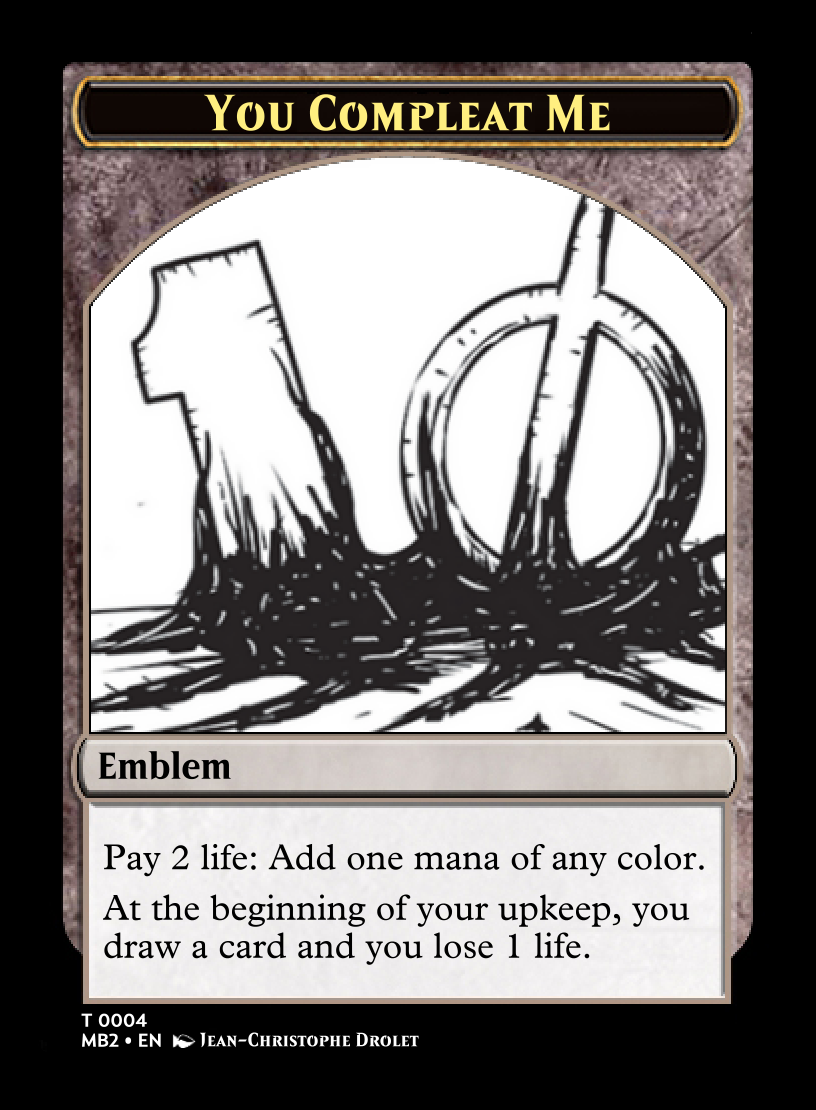 You Compleat Me
Emblem
Pay 2 life: Add one mana of any color.
At the beginning of your upkeep, you
draw a card and you lose 1 life.
T 0004
MB2 • EN Jean-Christophe Drolet